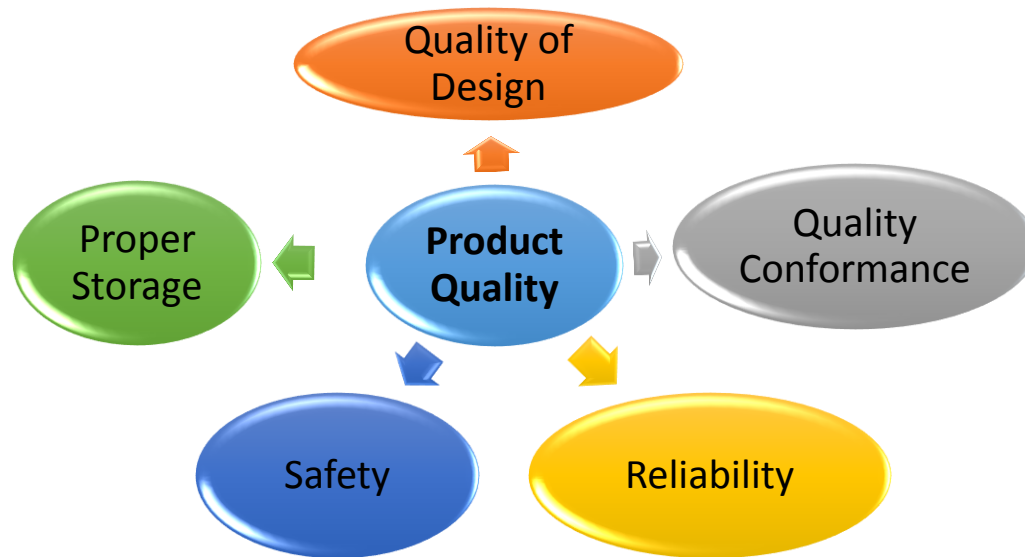 Quality of
Design
Proper
Storage
Product
Quality
Quality
Conformance
Safety
Reliability